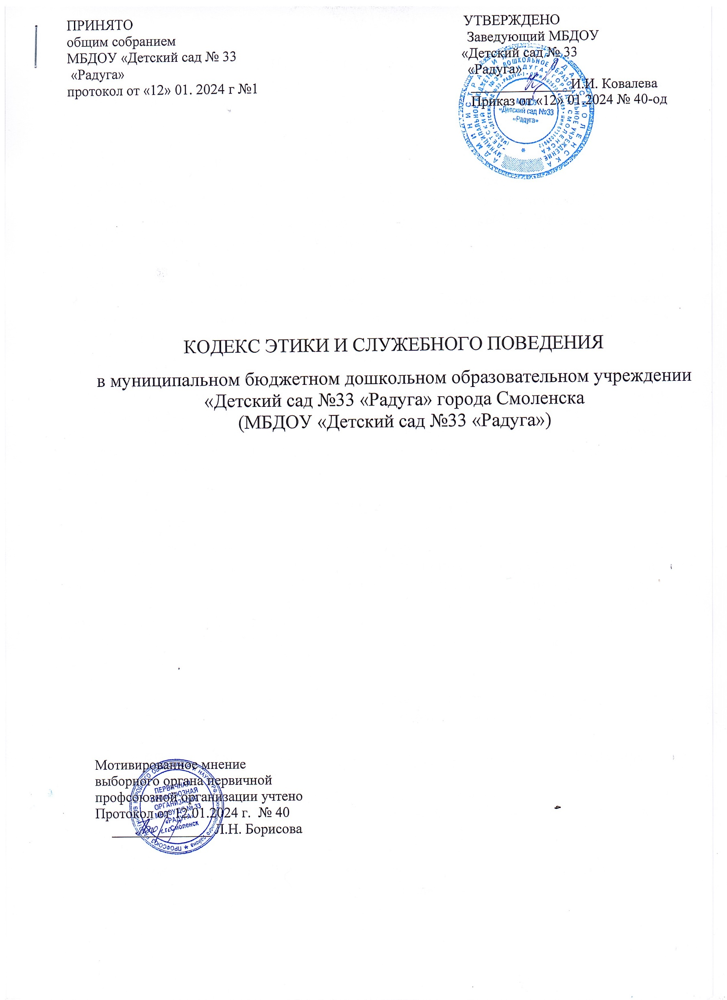 ПРИНЯТО
общим собранием
МБДОУ «Детский сад № 33
«Радуга»
протокол от «12» 01. 2024 г №1
УТВЕРЖДЕНО
Заведующий МБДОУ
«Детский сад № 33
«Радуга»
И.И. Ковалева
Приказ от «12» 01.2024 № 40-од
МБДОУ
«Детский сад №33
«Радуга»
КОДЕКС ЭТИКИ И СЛУЖЕБНОГО ПОВЕДЕНИЯ
в муниципальном бюджетном дошкольном образовательном учреждении
«Детский сад №33 «Радуга» города Смоленска
(МБДОУ «Детский сад №33 «Радуга»)
Мотивированное мнение
выборного органа первичной
профсоюзной организации учтено
Протокол от 12.01.2024 г. № 40
Л.Н. Борисова
ПЕРВИЧНАЯ
ПРОФСОЮЗНАЯ
ОРГАНИЗАЦИЯ
МБДОУ ДС № 33
«РАДУГА»
г. Смоленск